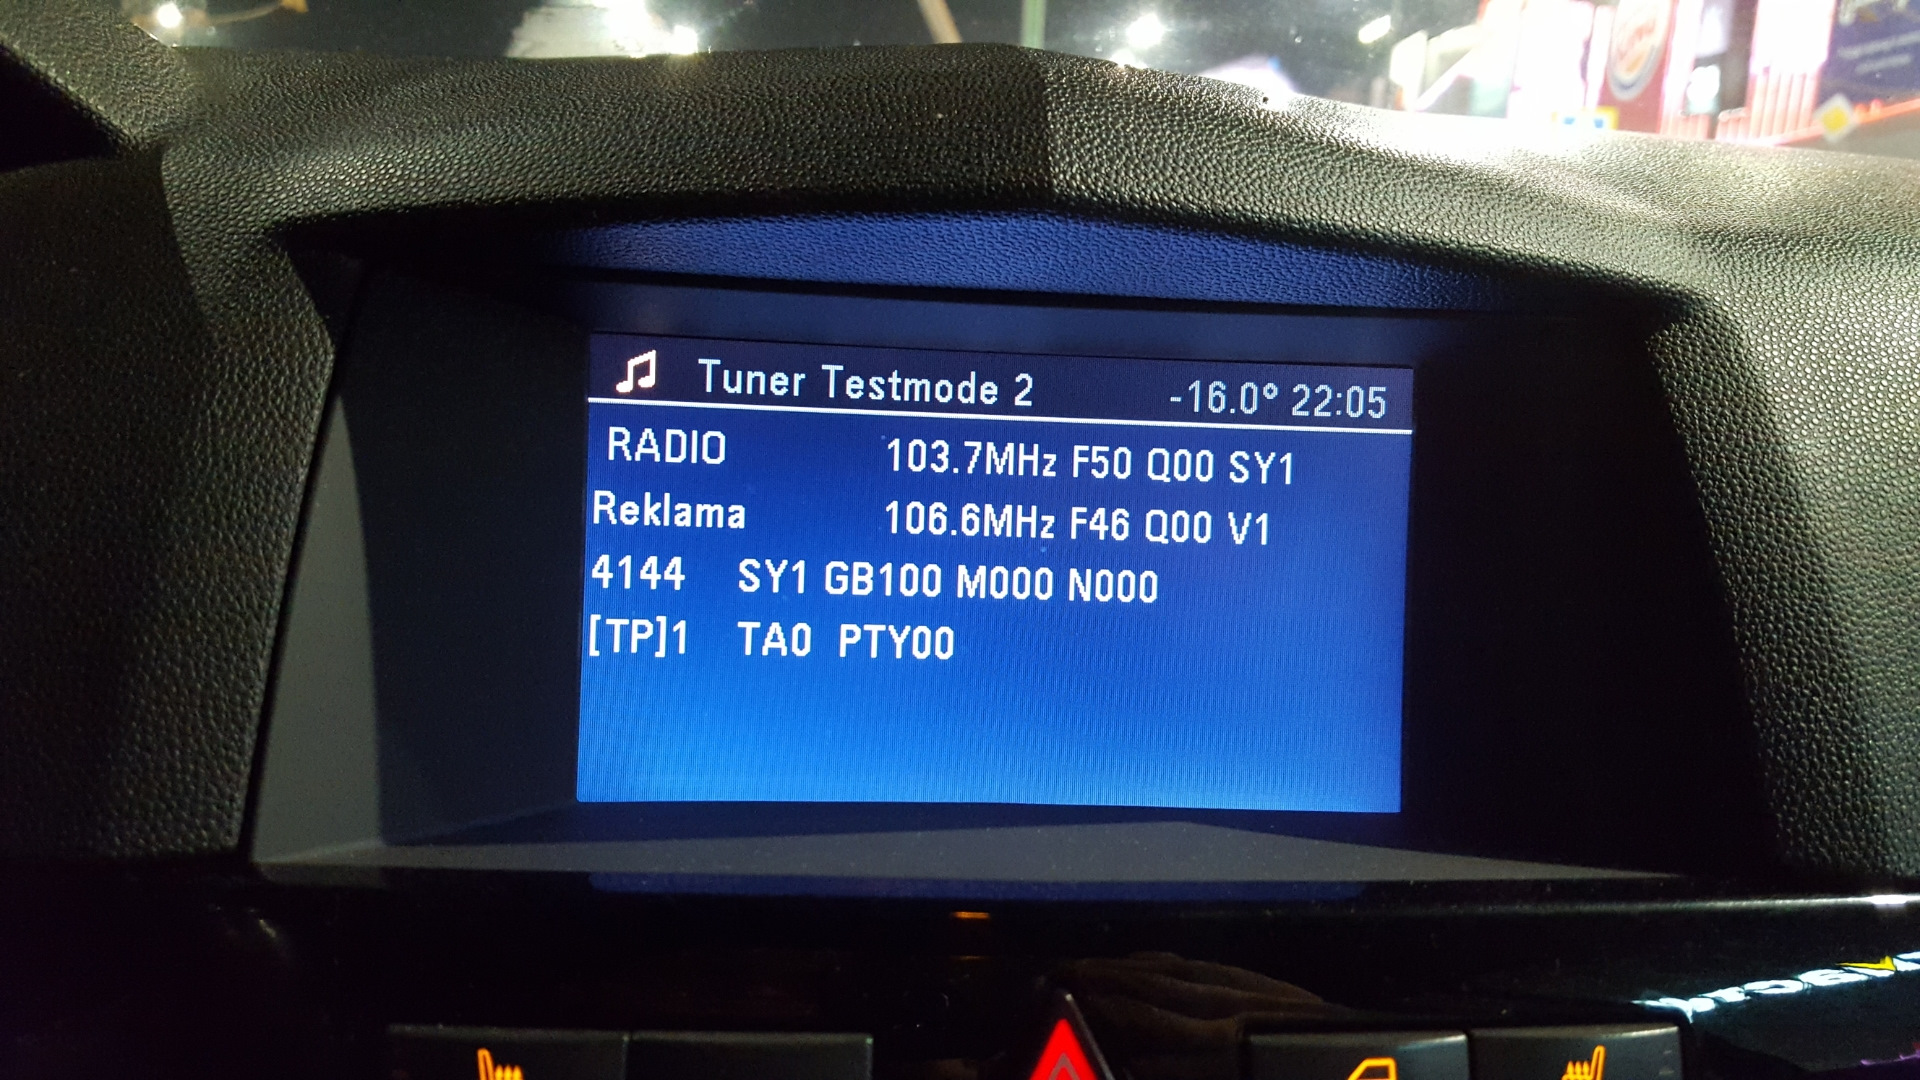 Tuner Testmode 2 -16.0° 22:05
RADIO 103.7MHz F50 Q00 SY1
Reklama 106.6MHz F46 Q00 V1
4144 SY1 GB100 M000 N000
[TP]1 TA0 PTY00